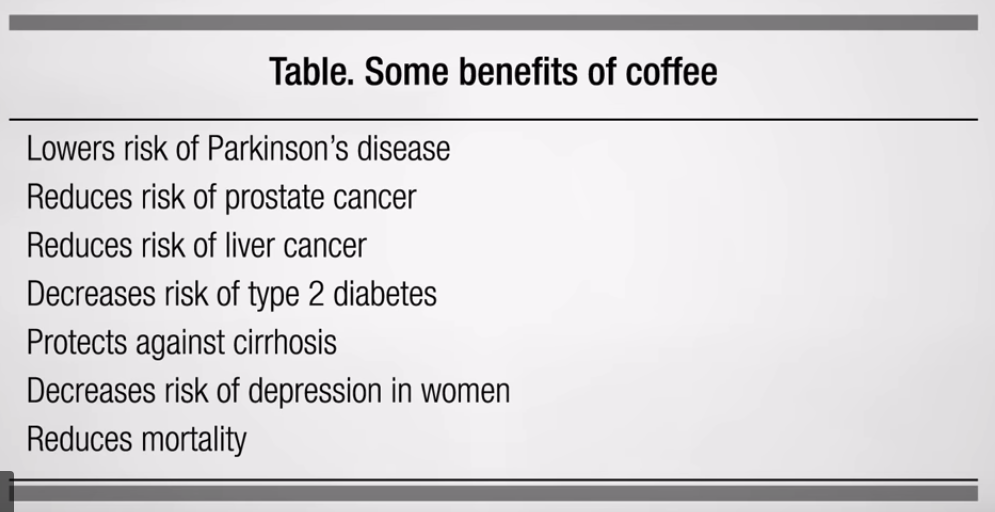 Table. Some benefits of coffee
Lowers risk of Parkinson's disease
Reduces risk of prostate cancer
Reduces risk of liver cancer
Decreases risk of type 2 diabetes
Protects against cirrhosis
Decreases risk of depression in women
Reduces mortality